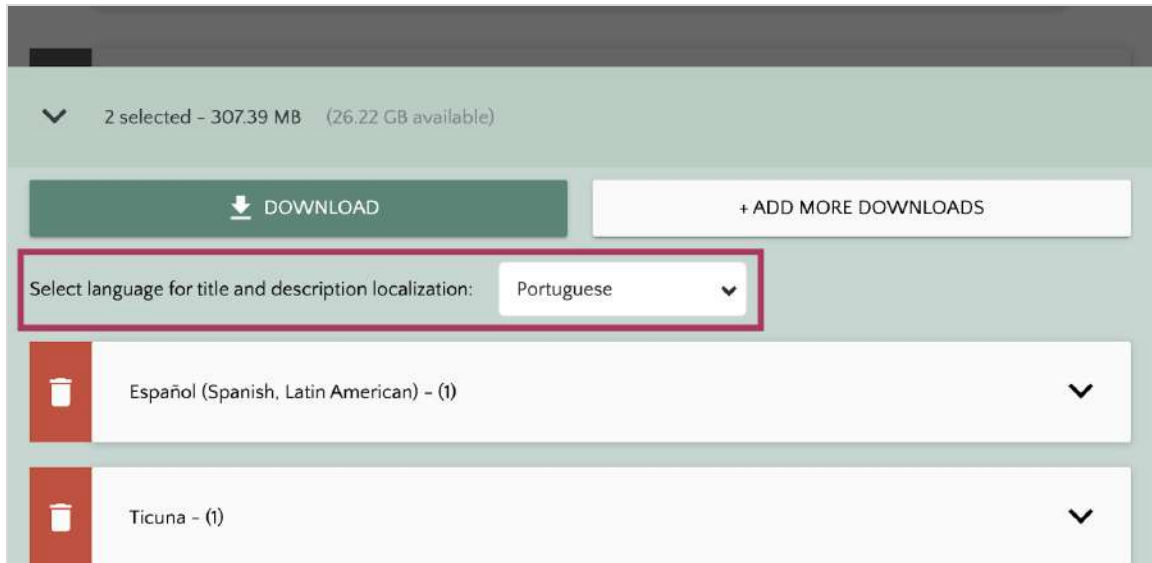 2 selected – 307.39 MB (26.22 GB available)
DOWNLOAD
+ ADD MORE DOWNLOADS
Select language for title and description localization: Portuguese
Español (Spanish, Latin American) – (1)
Ticuna – (1)